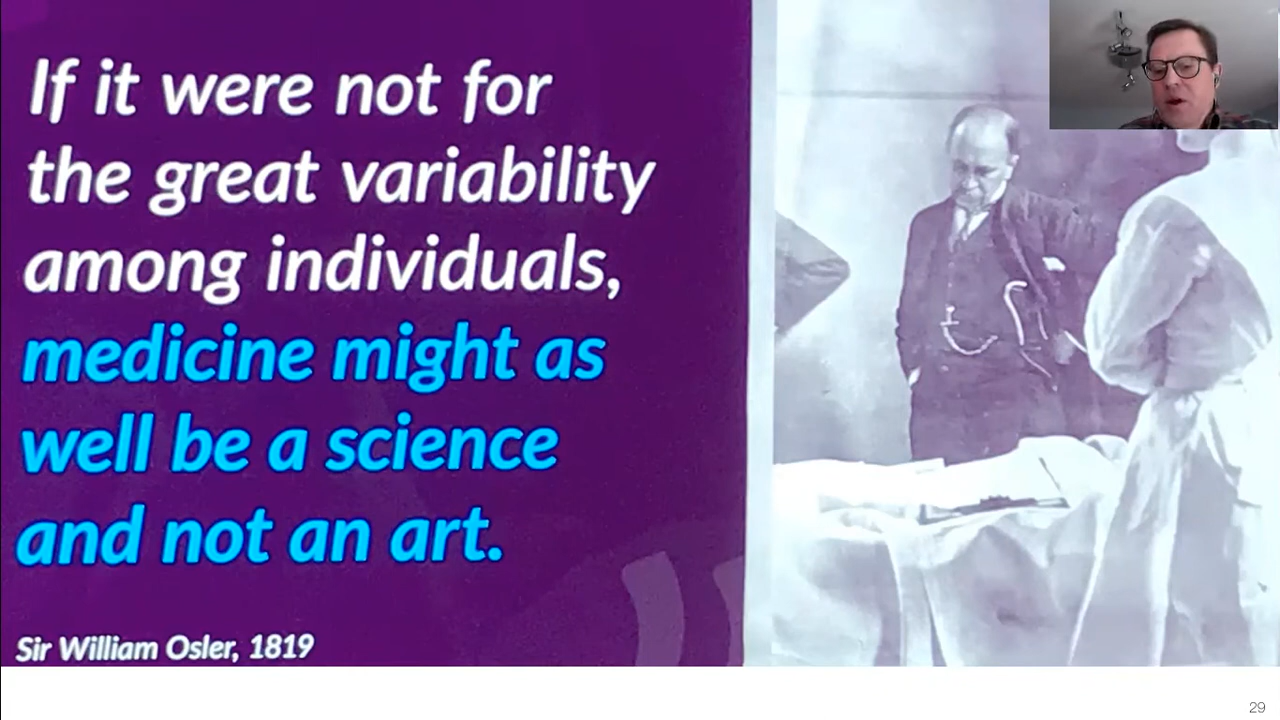 If it were not for
the great variability
among individuals,
medicine might as
well be a science
and not an art.
Sir William Osler, 1819
29